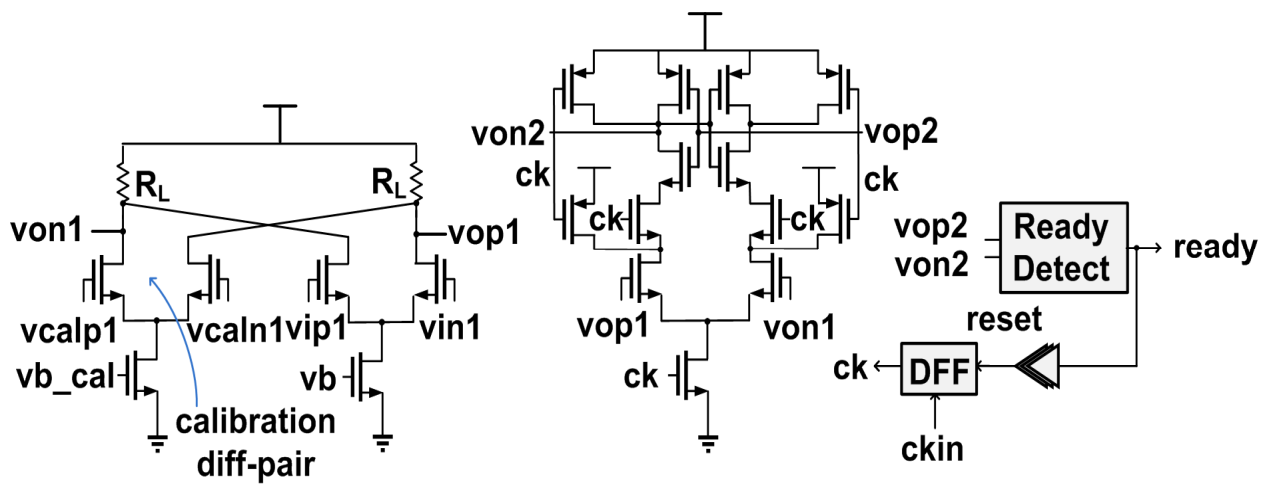 RL
RL
von1
vop1
vcalp1
vcaln1
vip1
vin1
vb_cal
vb
calibration
diff-pair
von2
vop2
ck
ck
ck
ck
vop1
von1
ck
vop2
von2
Ready
Detect
ready
reset
ck
DFF
ckin